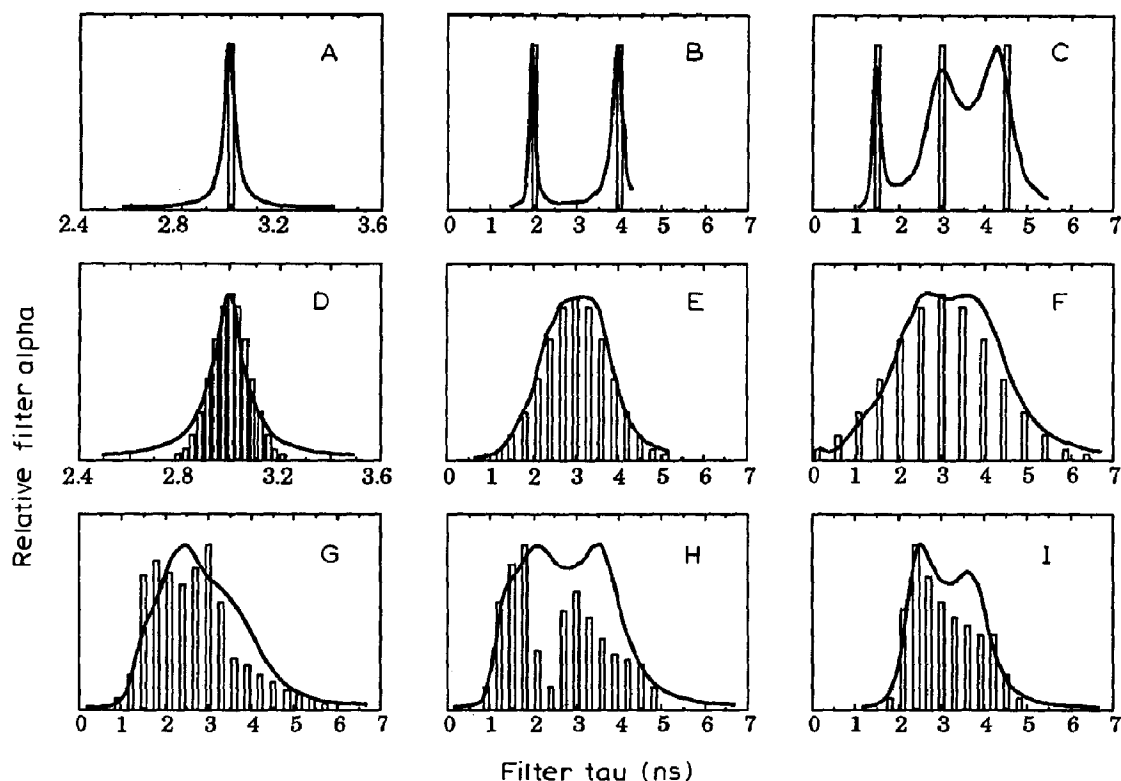 A
B
C
2.4 2.8 3.2 3.6
0 1 2 3 4 5 6 7
0 1 2 3 4 5 6 7
D
E
F
2.4 2.8 3.2 3.6
0 1 2 3 4 5 6 7
0 1 2 3 4 5 6 7
Relative filter alpha
G
H
I
0 1 2 3 4 5 6 7
0 1 2 3 4 5 6 7
0 1 2 3 4 5 6 7
Filter tau (ns)